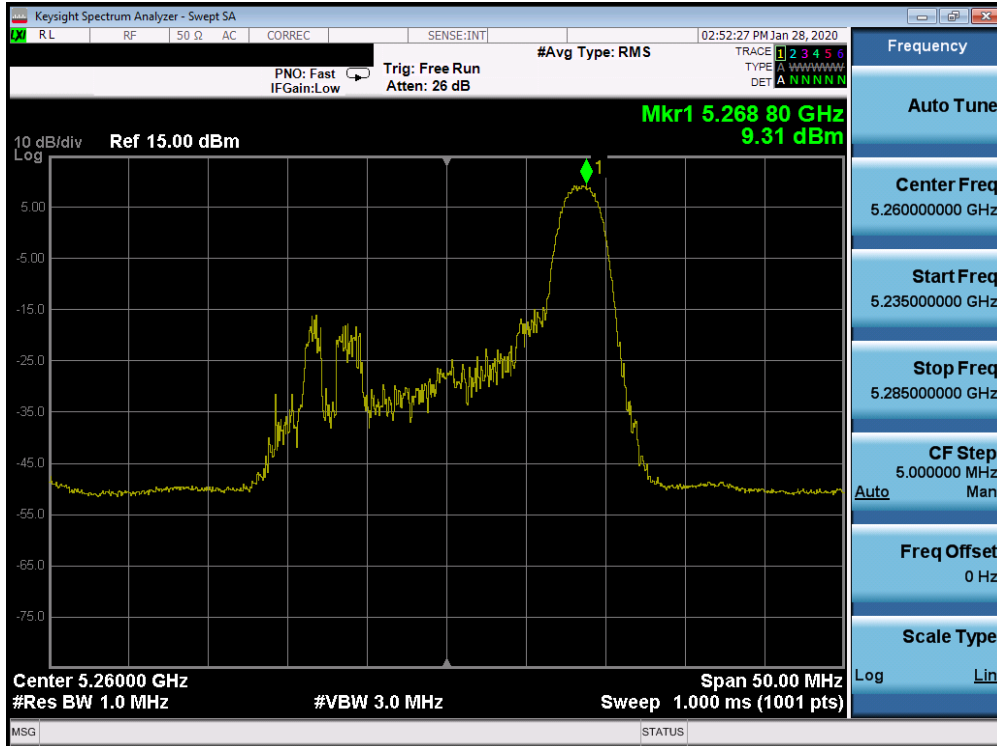 Keysight Spectrum Analyzer - Swept SA
LXI RL RF 50 Ω AC CORREC SENSE:INT 02:52:27 PM Jan 28, 2020
#Avg Type: RMS
TRACE 1 2 3 4 5 6
TYPE A WWWWW
DET A N N N N N
PNO: Fast
IFGain:Low
Trig: Free Run
Atten: 26 dB
Mkr1 5.268 80 GHz
9.31 dBm
10 dB/div Ref 15.00 dBm
Log
1
5.00
-5.00
-15.0
-25.0
-35.0
-45.0
-55.0
-65.0
-75.0
Center 5.26000 GHz
Span 50.00 MHz
#Res BW 1.0 MHz
#VBW 3.0 MHz
Sweep 1.000 ms (1001 pts)
MSG
STATUS
Frequency
Auto Tune
Center Freq
5.260000000 GHz
Start Freq
5.235000000 GHz
Stop Freq
5.285000000 GHz
CF Step
5.000000 MHz
Auto Man
Freq Offset
0 Hz
Scale Type
Log Lin